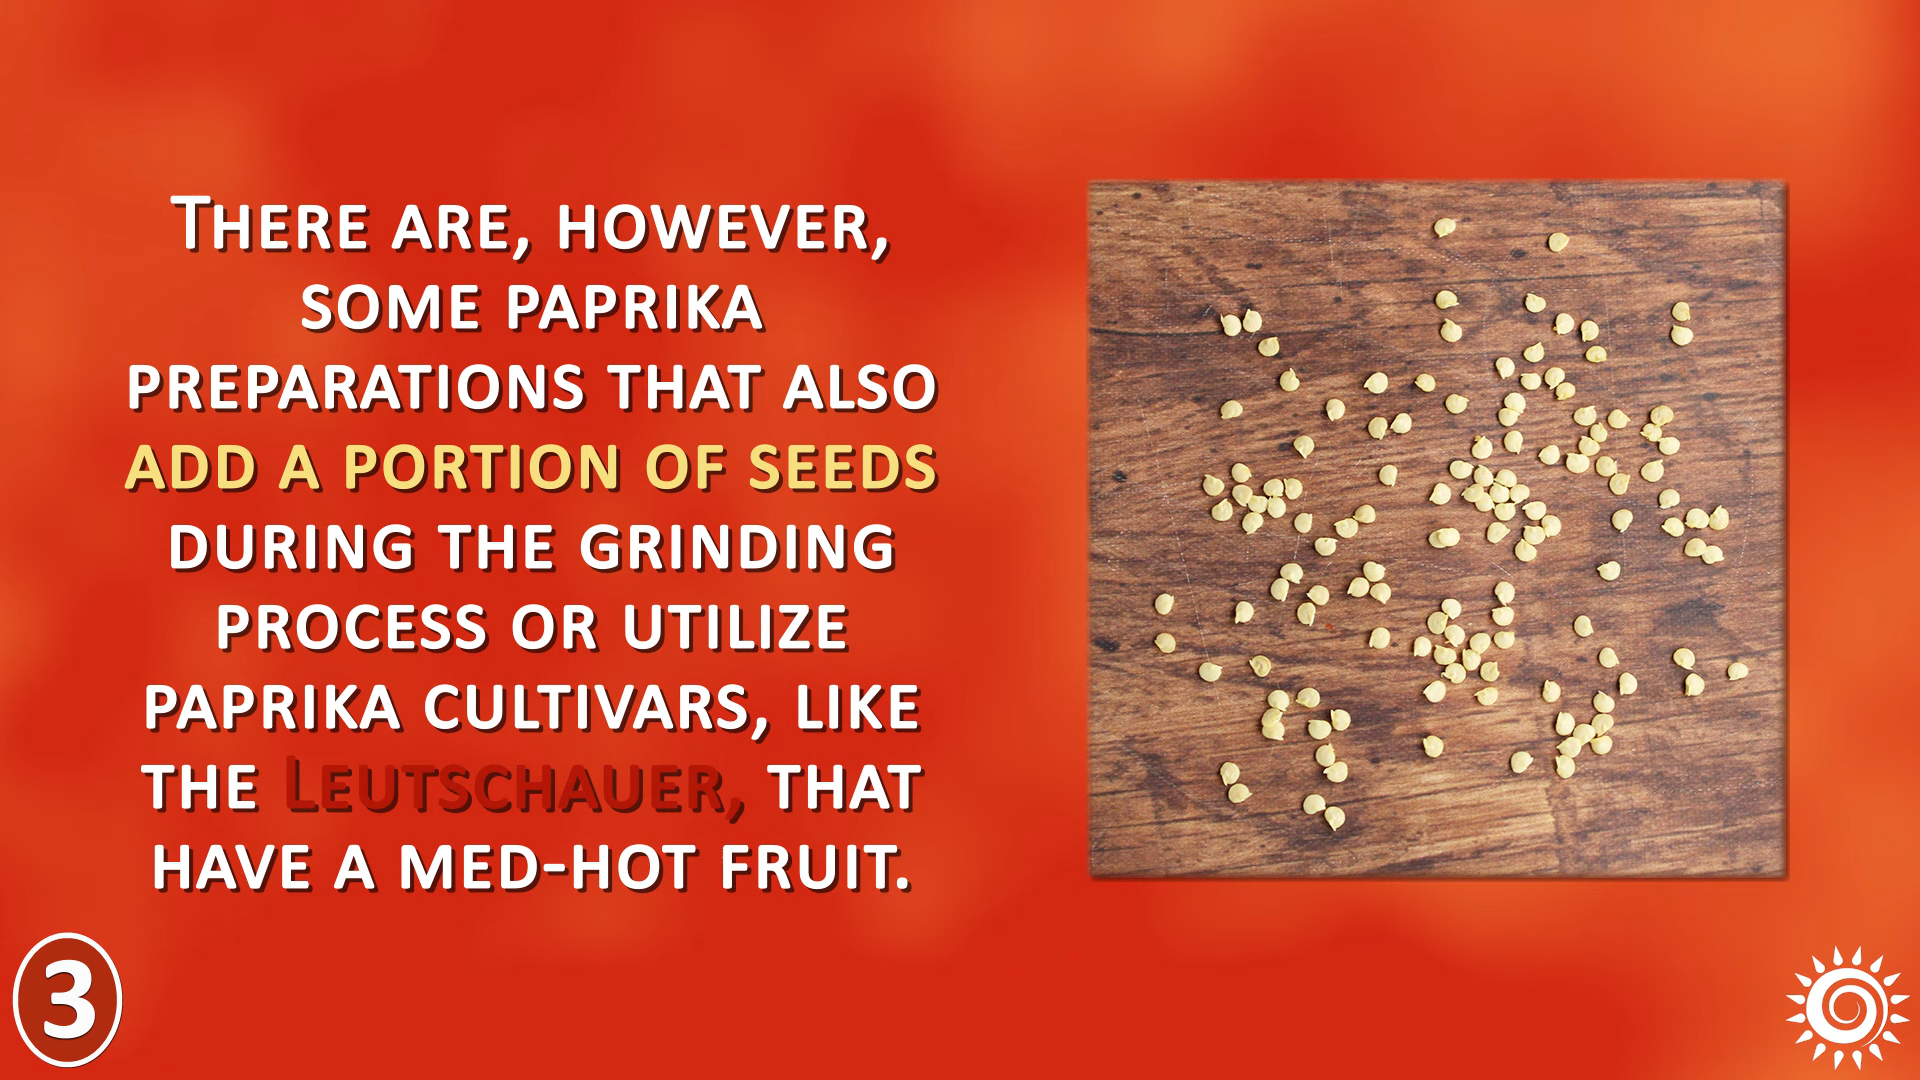 There are, however,
some paprika
preparations that also
add a portion of seeds
during the grinding
process or utilize
paprika cultivars, like
the Leutschauer, that
have a med-hot fruit.
3